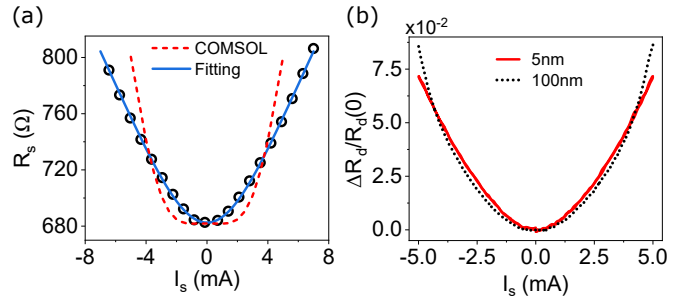 (a)
COMSOL
Fitting
R_s (Ω)
800
760
720
680
-8
-4
0
4
8
I_s (mA)
(b)
x10^-2
5nm
100nm
ΔR_d/R_d(0)
7.5
5.0
2.5
0.0
-5.0
-2.5
0.0
2.5
5.0
I_s (mA)